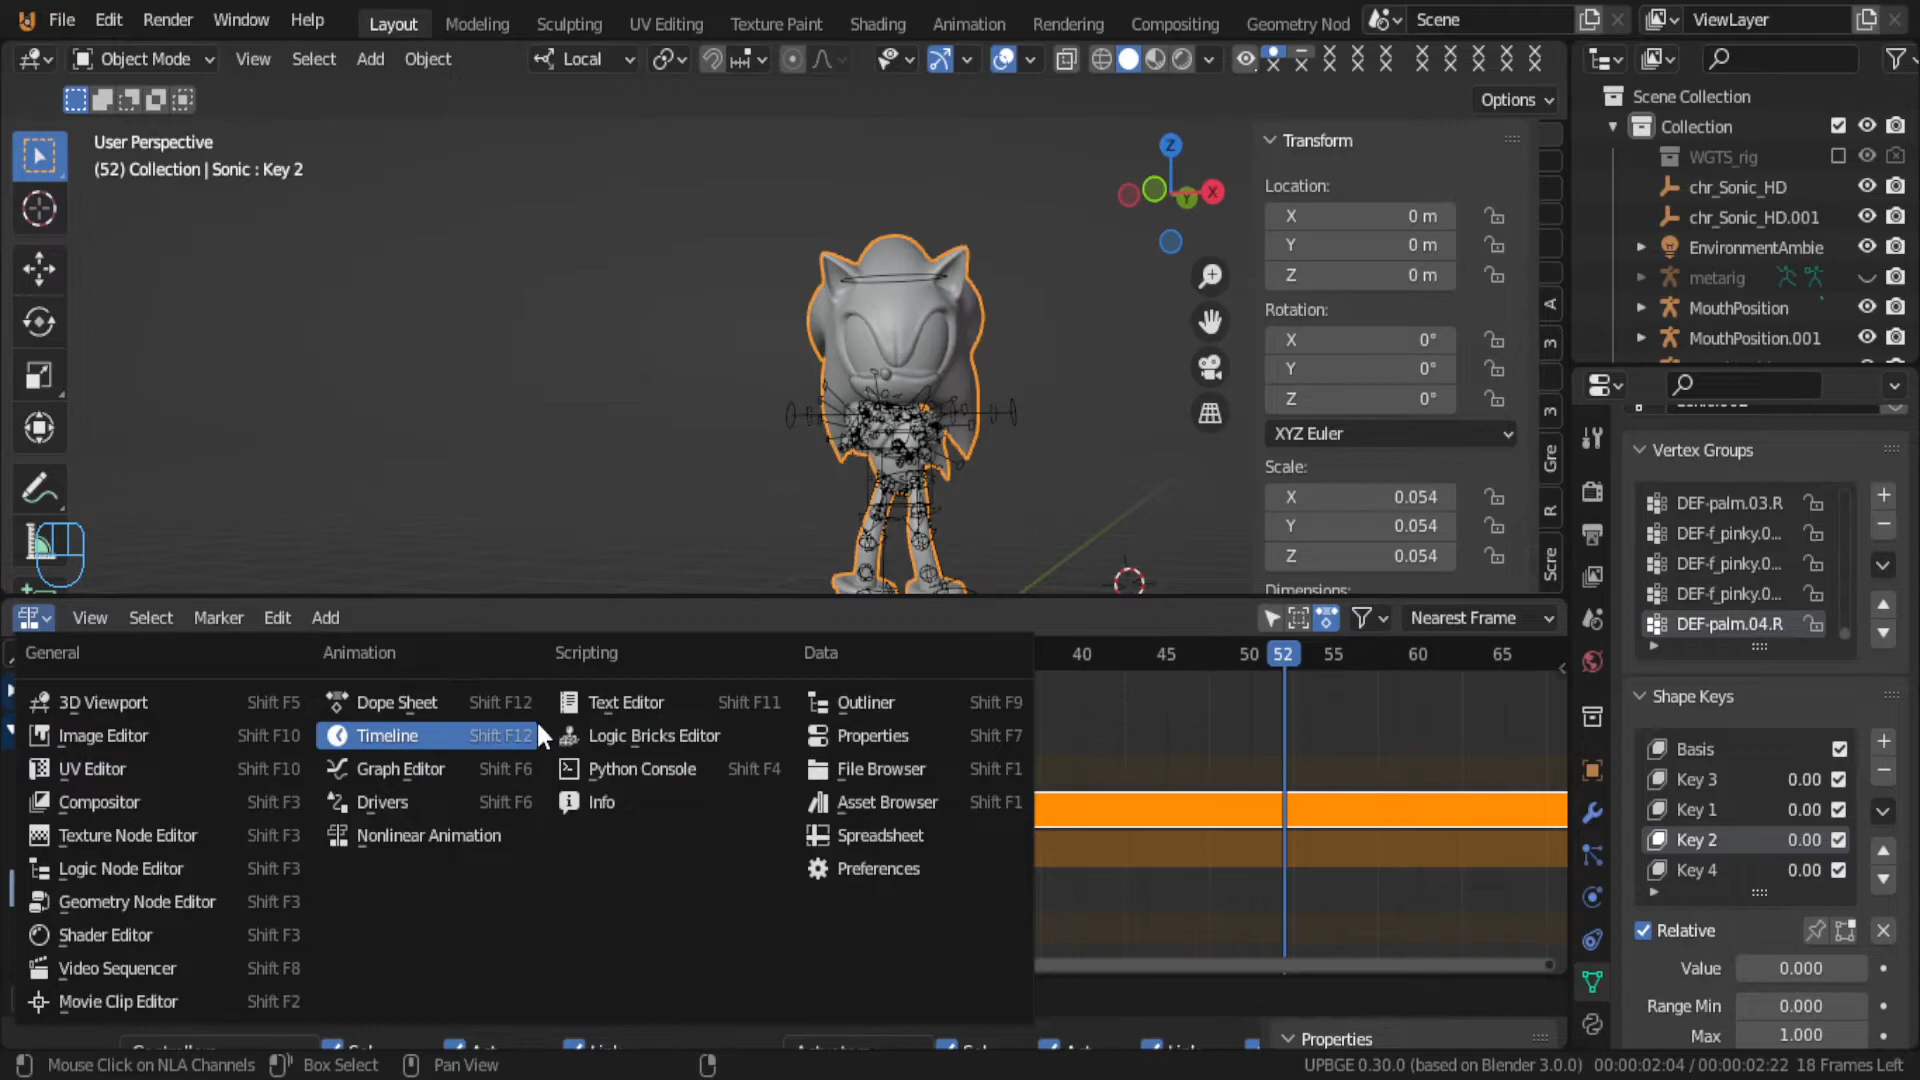 File Edit Render Window Help Layout Modeling Sculpting UV Editing Texture Paint Shading Animation Rendering Compositing Geometry Nod Scene ViewLayer
Object Mode View Select Add Object Local
Options
User Perspective
(52) Collection | Sonic : Key 2
Z
X
Y
Transform
Location:
X 0 m
Y 0 m
Z 0 m
Rotation:
X 0°
Y 0°
Z 0°
XYZ Euler
Scale:
X 0.054
Y 0.054
Z 0.054
Dimensions:
A
3
3
Gre
R
Scre
Scene Collection
Collection
WGTS_rig
chr_Sonic_HD
chr_Sonic_HD.001
EnvironmentAmbie
metarig
MouthPosition
MouthPosition.001
Vertex Groups
DEF-palm.03.R
DEF-f_pinky.0...
DEF-f_pinky.0...
DEF-f_pinky.0...
DEF-palm.04.R
Shape Keys
Basis
Key 3 0.00
Key 1 0.00
Key 2 0.00
Key 4 0.00
Relative
Value 0.000
Range Min 0.000
Max 1.000
View Select Marker Edit Add Nearest Frame
40 45 50 52 55 60 65
General
3D Viewport Shift F5
Image Editor Shift F10
UV Editor Shift F10
Compositor Shift F3
Texture Node Editor Shift F3
Logic Node Editor Shift F3
Geometry Node Editor Shift F3
Shader Editor Shift F3
Video Sequencer Shift F8
Movie Clip Editor Shift F2
Animation
Dope Sheet Shift F12
Timeline Shift F12
Graph Editor Shift F6
Drivers Shift F6
Nonlinear Animation
Scripting
Text Editor Shift F11
Logic Bricks Editor
Python Console Shift F4
Info
Data
Outliner Shift F9
Properties Shift F7
File Browser Shift F1
Asset Browser Shift F1
Spreadsheet
Preferences
Properties
Mouse Click on NLA Channels Box Select Pan View UPBGE 0.30.0 (based on Blender 3.0.0) 00:00:02:04 / 00:00:02:22 18 Frames Left